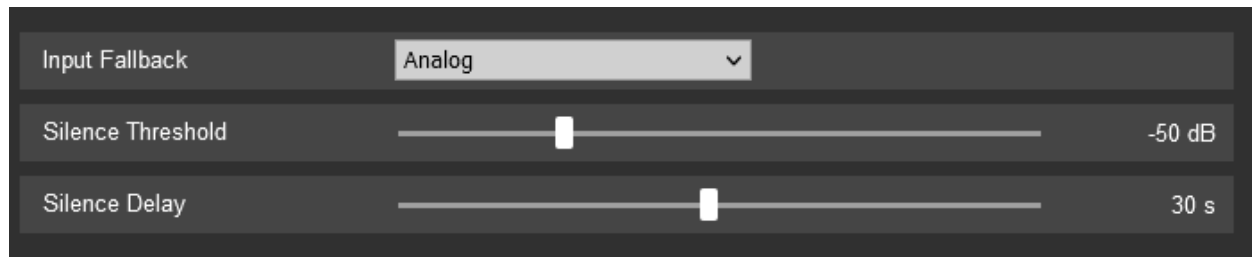 Input Fallback Analog
Silence Threshold -50 dB
Silence Delay 30 s